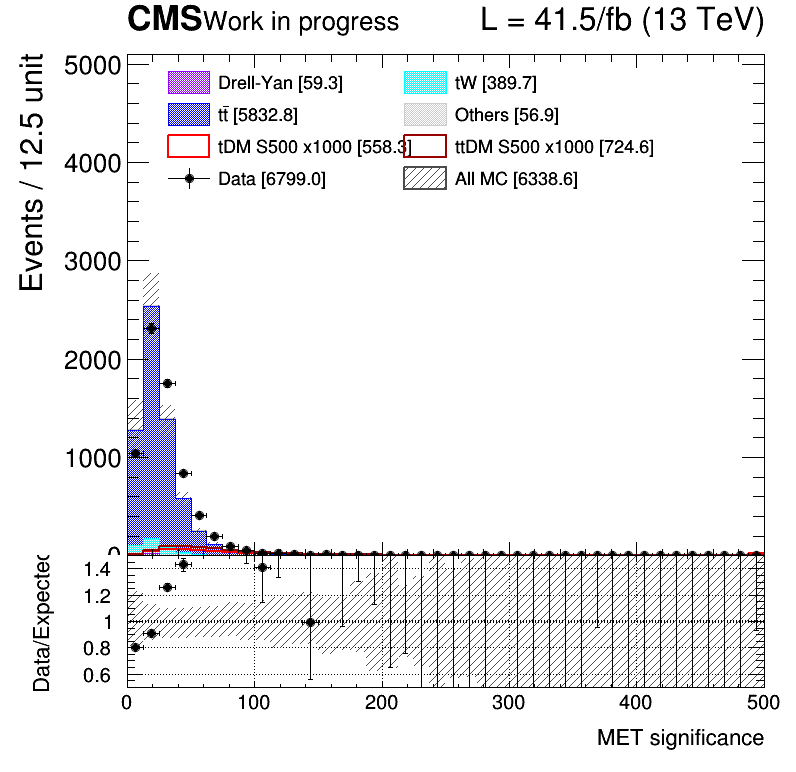 CMS Work in progress L = 41.5/fb (13 TeV)
Events / 12.5 unit
5000
4000
3000
2000
1000
0
Drell-Yan [59.3] tW [389.7]
tt̄ [5832.8] Others [56.9]
tDM S500 x1000 [558.3] ttDM S500 x1000 [724.6]
Data [6799.0] All MC [6338.6]
Data/Expected
1.4
1.2
1
0.8
0.6
0 100 200 300 400 500
MET significance